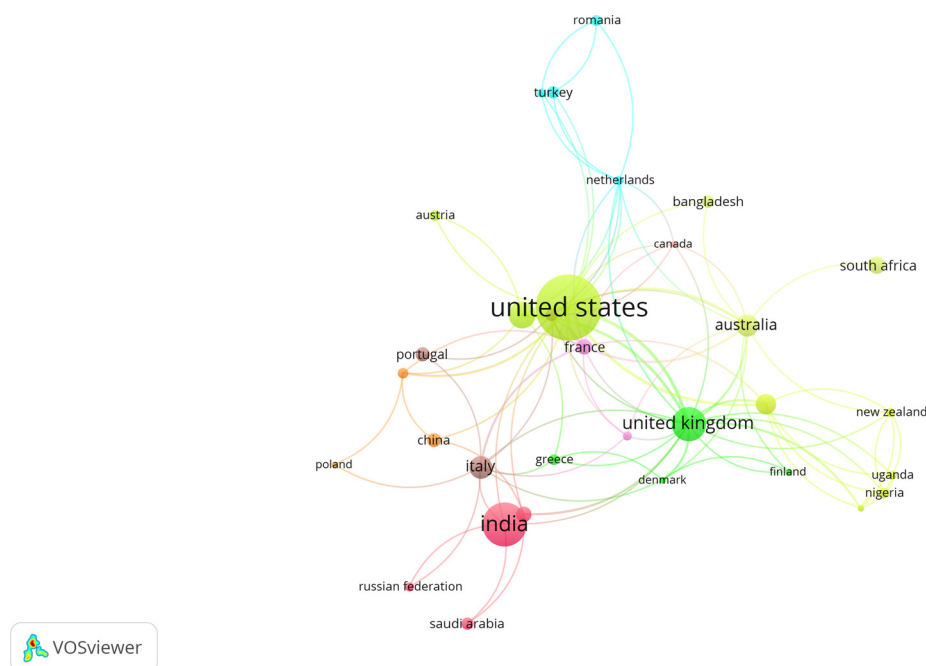 romania
turkey
netherlands
bangladesh
austria
canada
south africa
united states
australia
france
portugal
new zealand
united kingdom
china
italy
greece
poland
finland
uganda
denmark
nigeria
india
russian federation
saudi arabia
VOSviewer